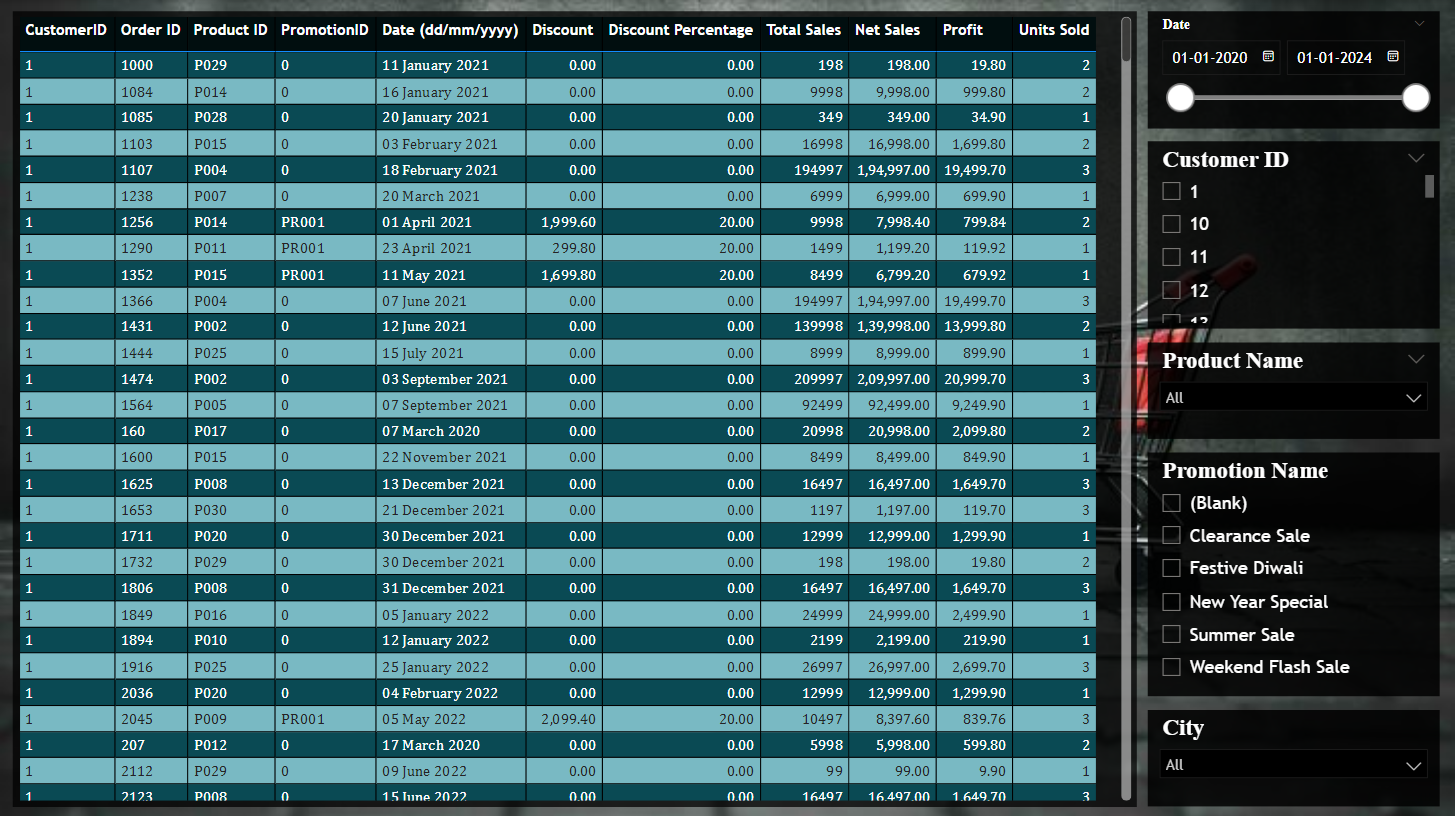 CustomerID Order ID Product ID PromotionID Date (dd/mm/yyyy) Discount Discount Percentage Total Sales Net Sales Profit Units Sold
1 1000 P029 0 11 January 2021 0.00 0.00 198 198.00 19.80 2
1 1084 P014 0 16 January 2021 0.00 0.00 9998 9,998.00 999.80 2
1 1085 P028 0 20 January 2021 0.00 0.00 349 349.00 34.90 1
1 1103 P015 0 03 February 2021 0.00 0.00 16998 16,998.00 1,699.80 2
1 1107 P004 0 18 February 2021 0.00 0.00 194997 1,94,997.00 19,499.70 3
1 1238 P007 0 20 March 2021 0.00 0.00 6999 6,999.00 699.90 1
1 1256 P014 PR001 01 April 2021 1,999.60 20.00 9998 7,998.40 799.84 2
1 1290 P011 PR001 23 April 2021 299.80 20.00 1499 1,199.20 119.92 1
1 1352 P015 PR001 11 May 2021 1,699.80 20.00 8499 6,799.20 679.92 1
1 1366 P004 0 07 June 2021 0.00 0.00 194997 1,94,997.00 19,499.70 3
1 1431 P002 0 12 June 2021 0.00 0.00 139998 1,39,998.00 13,999.80 2
1 1444 P025 0 15 July 2021 0.00 0.00 8999 8,999.00 899.90 1
1 1474 P002 0 03 September 2021 0.00 0.00 209997 2,09,997.00 20,999.70 3
1 1564 P005 0 07 September 2021 0.00 0.00 92499 92,499.00 9,249.90 1
1 160 P017 0 07 March 2020 0.00 0.00 20998 20,998.00 2,099.80 2
1 1600 P015 0 22 November 2021 0.00 0.00 8499 8,499.00 849.90 1
1 1625 P008 0 13 December 2021 0.00 0.00 16497 16,497.00 1,649.70 3
1 1653 P030 0 21 December 2021 0.00 0.00 1197 1,197.00 119.70 3
1 1711 P020 0 30 December 2021 0.00 0.00 12999 12,999.00 1,299.90 1
1 1732 P029 0 30 December 2021 0.00 0.00 198 198.00 19.80 2
1 1806 P008 0 31 December 2021 0.00 0.00 16497 16,497.00 1,649.70 3
1 1849 P016 0 05 January 2022 0.00 0.00 24999 24,999.00 2,499.90 1
1 1894 P010 0 12 January 2022 0.00 0.00 2199 2,199.00 219.90 1
1 1916 P025 0 25 January 2022 0.00 0.00 26997 26,997.00 2,699.70 3
1 2036 P020 0 04 February 2022 0.00 0.00 12999 12,999.00 1,299.90 1
1 2045 P009 PR001 05 May 2022 2,099.40 20.00 10497 8,397.60 839.76 3
1 207 P012 0 17 March 2020 0.00 0.00 5998 5,998.00 599.80 2
1 2112 P029 0 09 June 2022 0.00 0.00 99 99.00 9.90 1
1 2123 P008 0 15 June 2022 0.00 0.00 16497 16,497.00 1,649.70 3
Date
01-01-2020 01-01-2024
Customer ID
1
10
11
12
13
Product Name
All
Promotion Name
(Blank)
Clearance Sale
Festive Diwali
New Year Special
Summer Sale
Weekend Flash Sale
City
All